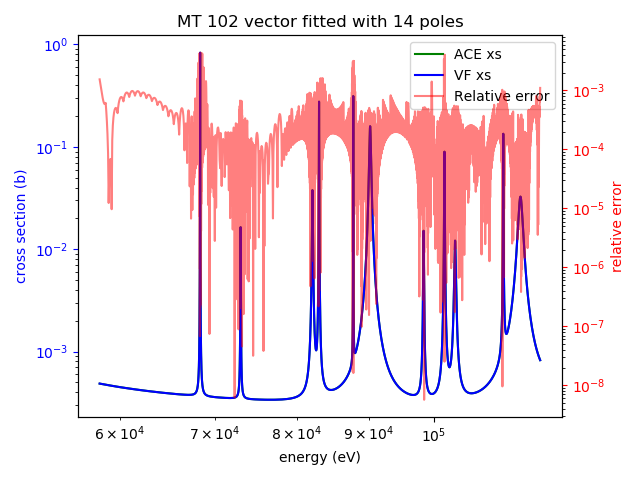 MT 102 vector fitted with 14 poles
ACE xs
VF xs
Relative error
10⁰
10⁻¹
10⁻²
10⁻³
cross section (b)
10⁻³
10⁻⁴
10⁻⁵
10⁻⁶
10⁻⁷
10⁻⁸
relative error
6 × 10⁴ 7 × 10⁴ 8 × 10⁴ 9 × 10⁴ 10⁵
energy (eV)